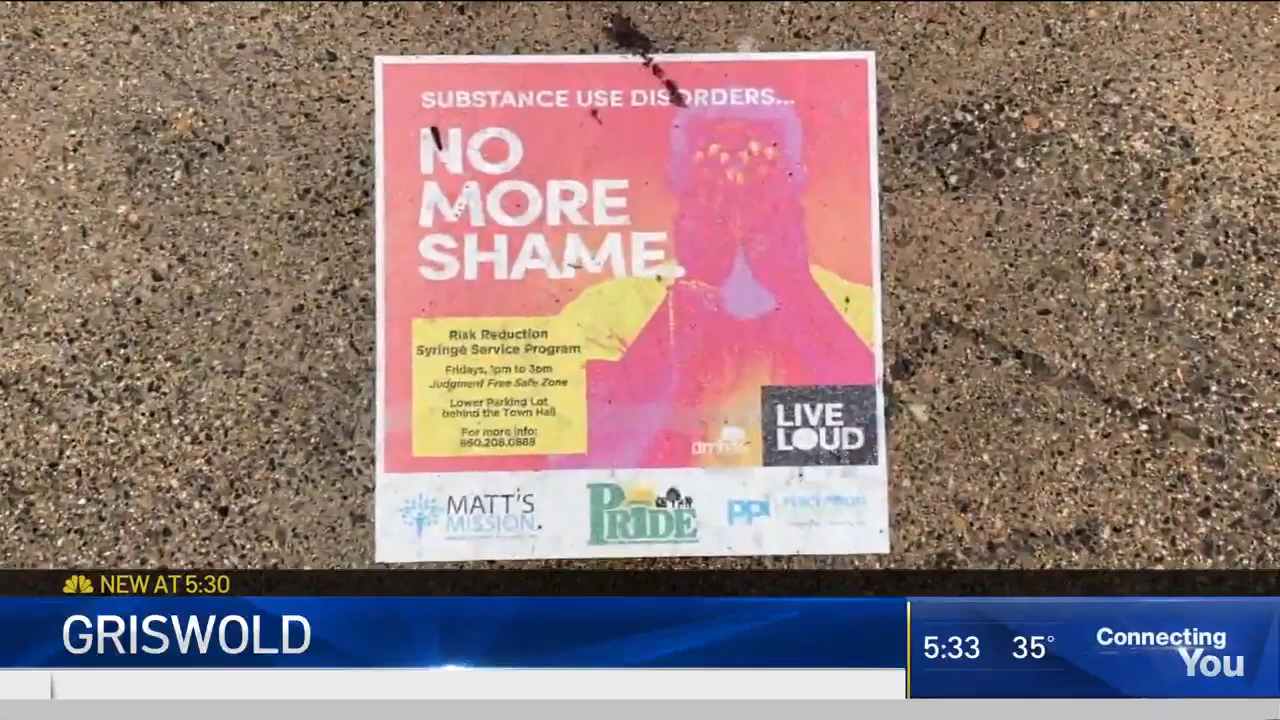 SUBSTANCE USE DISORDERS...
NO
MORE
SHAME.
Risk Reduction
Syringe Service Program
Fridays, 1pm to 3pm
Judgment Free Safe Zone
Lower Parking Lot
behind the Town Hall
For more info:
860.208.0888
LIVE
LOUD
MATT'S
MISSION.
PRIDE
ppi
NEW AT 5:30
GRISWOLD
5:33 35°
Connecting
You